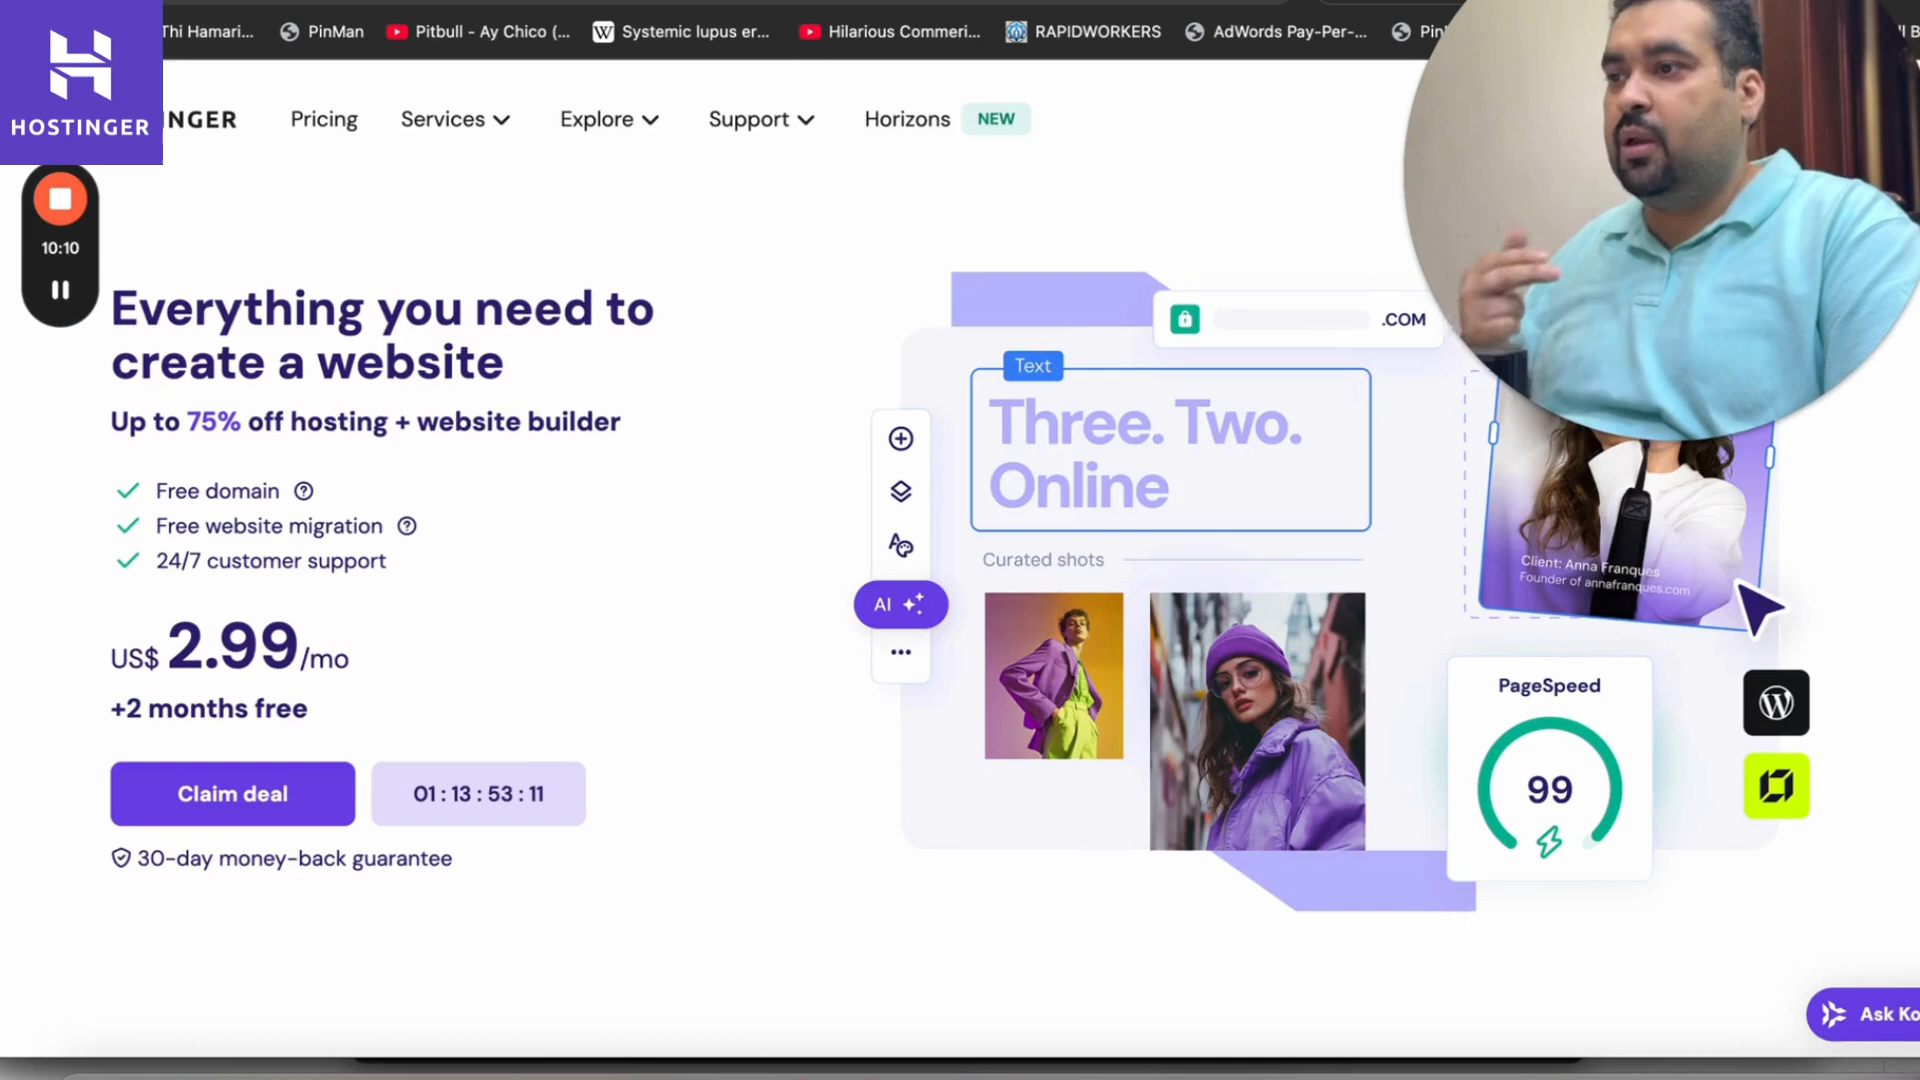 Thi Hamari...
PinMan
Pitbull - Ay Chico (...
W
Systemic lupus er...
Hilarious Commeri...
RAPIDWORKERS
AdWords Pay-Per-...
HOSTINGER
INGER
Pricing
Services
Explore
Support
Horizons
NEW
10:10
Everything you need to
create a website
Up to 75% off hosting + website builder
Free domain
Free website migration
24/7 customer support
US$ 2.99/mo
+2 months free
Claim deal
01 : 13 : 53 : 11
30-day money-back guarantee
.COM
Text
Three. Two.
Online
Curated shots
AI
Client: Anna Franques
Founder of annafranques.com
PageSpeed
99
Ask Ko